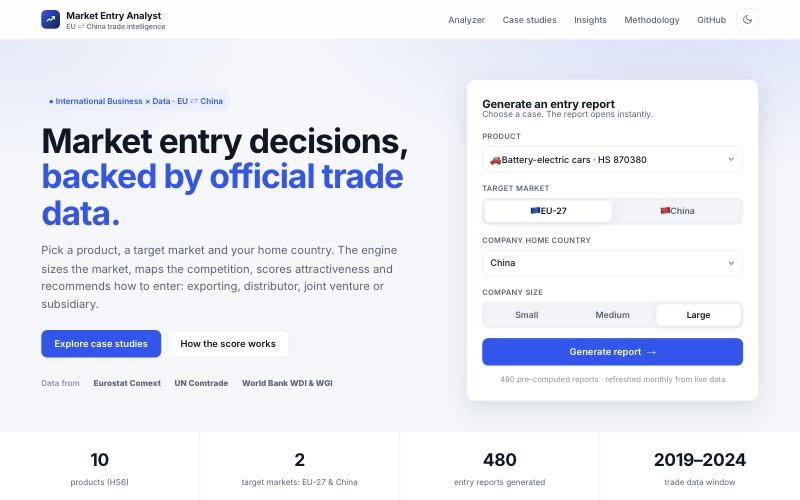 Market Entry Analyst
EU ⇄ China trade intelligence
Analyzer
Case studies
Insights
Methodology
GitHub
• International Business × Data · EU ⇄ China
Market entry decisions,
backed by official trade
data.
Pick a product, a target market and your home country. The engine
sizes the market, maps the competition, scores attractiveness and
recommends how to enter: exporting, distributor, joint venture or
subsidiary.
Explore case studies
How the score works
Data from
Eurostat Comext
UN Comtrade
World Bank WDI & WGI
Generate an entry report
Choose a case. The report opens instantly.
PRODUCT
🚗Battery-electric cars · HS 870380
TARGET MARKET
🇪🇺EU-27
🇨🇳China
COMPANY HOME COUNTRY
China
COMPANY SIZE
Small
Medium
Large
Generate report →
480 pre-computed reports · refreshed monthly from live data
10
products (HS6)
2
target markets: EU-27 & China
480
entry reports generated
2019–2024
trade data window